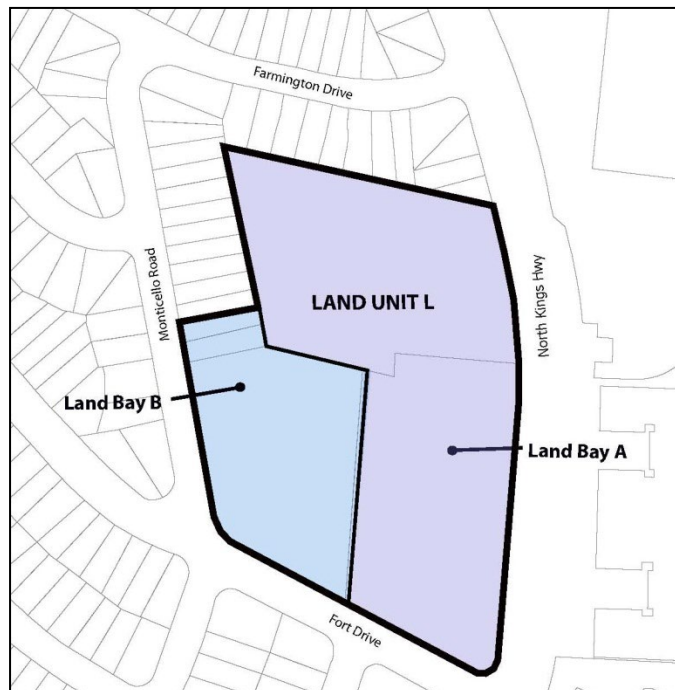 Farmington Drive
Monticello Road
North Kings Hwy
LAND UNIT L
Land Bay B
Land Bay A
Fort Drive